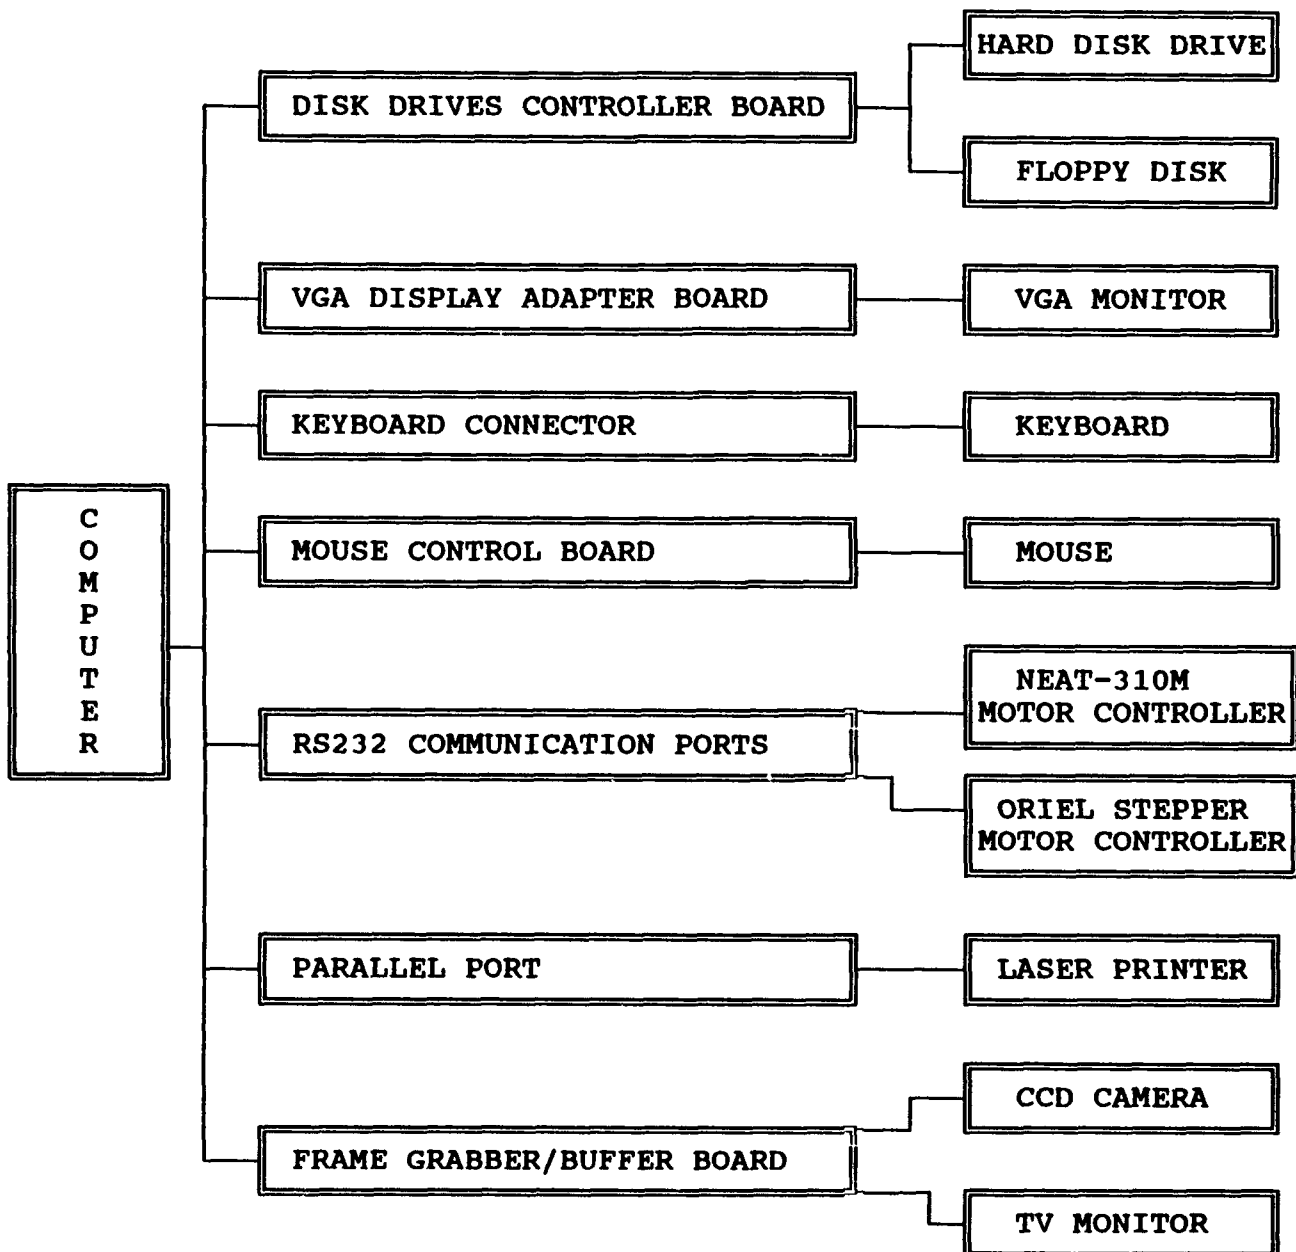 HARD DISK DRIVE
DISK DRIVES CONTROLLER BOARD
FLOPPY DISK
VGA DISPLAY ADAPTER BOARD
VGA MONITOR
KEYBOARD CONNECTOR
KEYBOARD
COMPUTER
MOUSE CONTROL BOARD
MOUSE
NEAT-310M
MOTOR CONTROLLER
RS232 COMMUNICATION PORTS
ORIEL STEPPER
MOTOR CONTROLLER
PARALLEL PORT
LASER PRINTER
CCD CAMERA
FRAME GRABBER/BUFFER BOARD
TV MONITOR